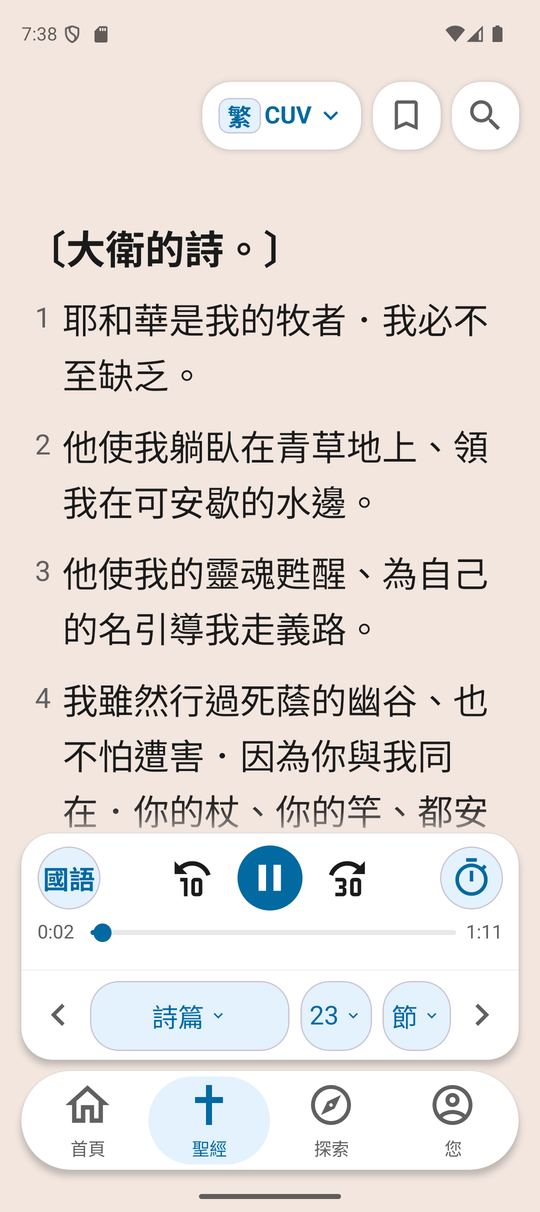 7:38
繁 CUV
〔大衛的詩。〕
1 耶和華是我的牧者．我必不
至缺乏。
2 他使我躺臥在青草地上、領
我在可安歇的水邊。
3 他使我的靈魂甦醒、為自己
的名引導我走義路。
4 我雖然行過死蔭的幽谷、也
不怕遭害．因為你與我同
在．你的杖、你的竿、都安
國語 10 30
0:02 1:11
詩篇 23 節
首頁 聖經 探索 您